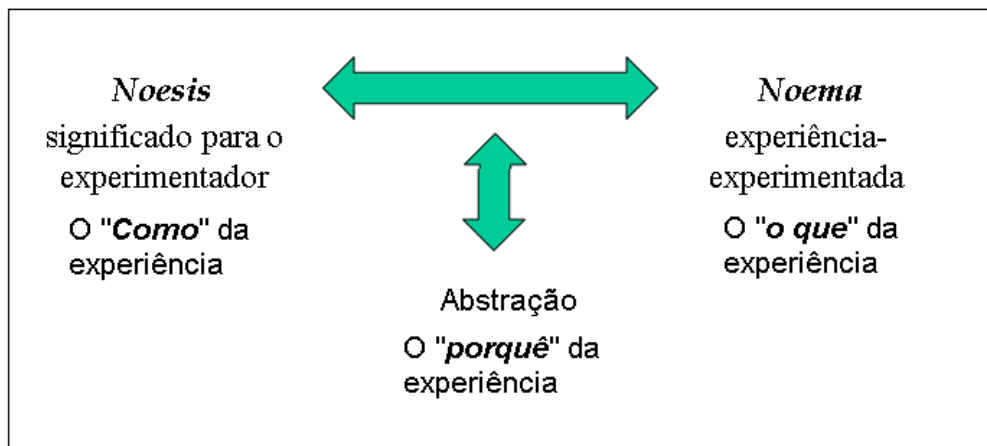 Noesis
significado para o
experimentador
O "Como" da
experiência
Noema
experiência-
experimentada
O "o que" da
experiência
Abstração
O "porquê" da
experiência